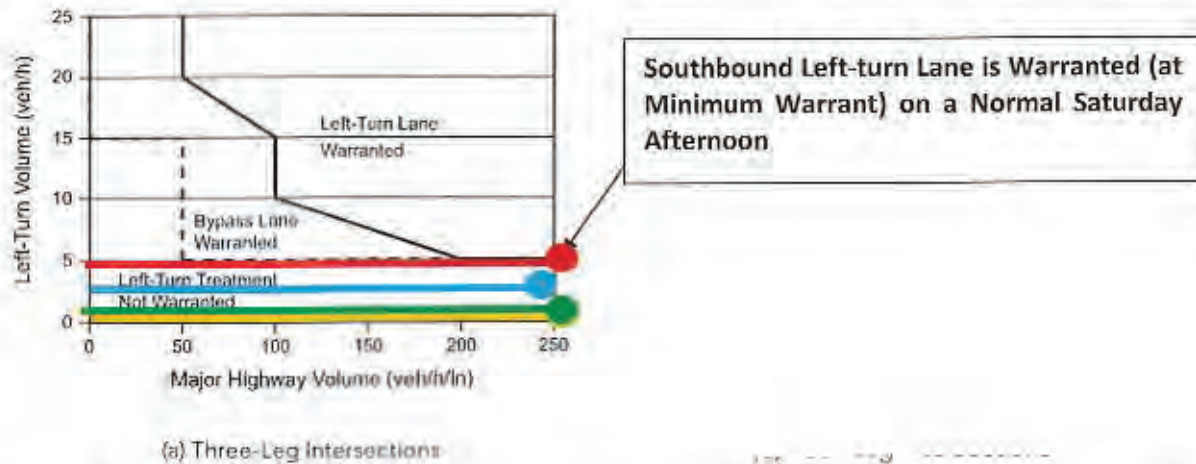 25
20
15
10
5
0
Left-Turn Volume (veh/h)
Left-Turn Lane
Warranted
Bypass Lane
Warranted
Left-Turn Treatment
Not Warranted
0 50 100 150 200 250
Major Highway Volume (veh/h/ln)
(a) Three-Leg Intersections
Southbound Left-turn Lane is Warranted (at
Minimum Warrant) on a Normal Saturday
Afternoon